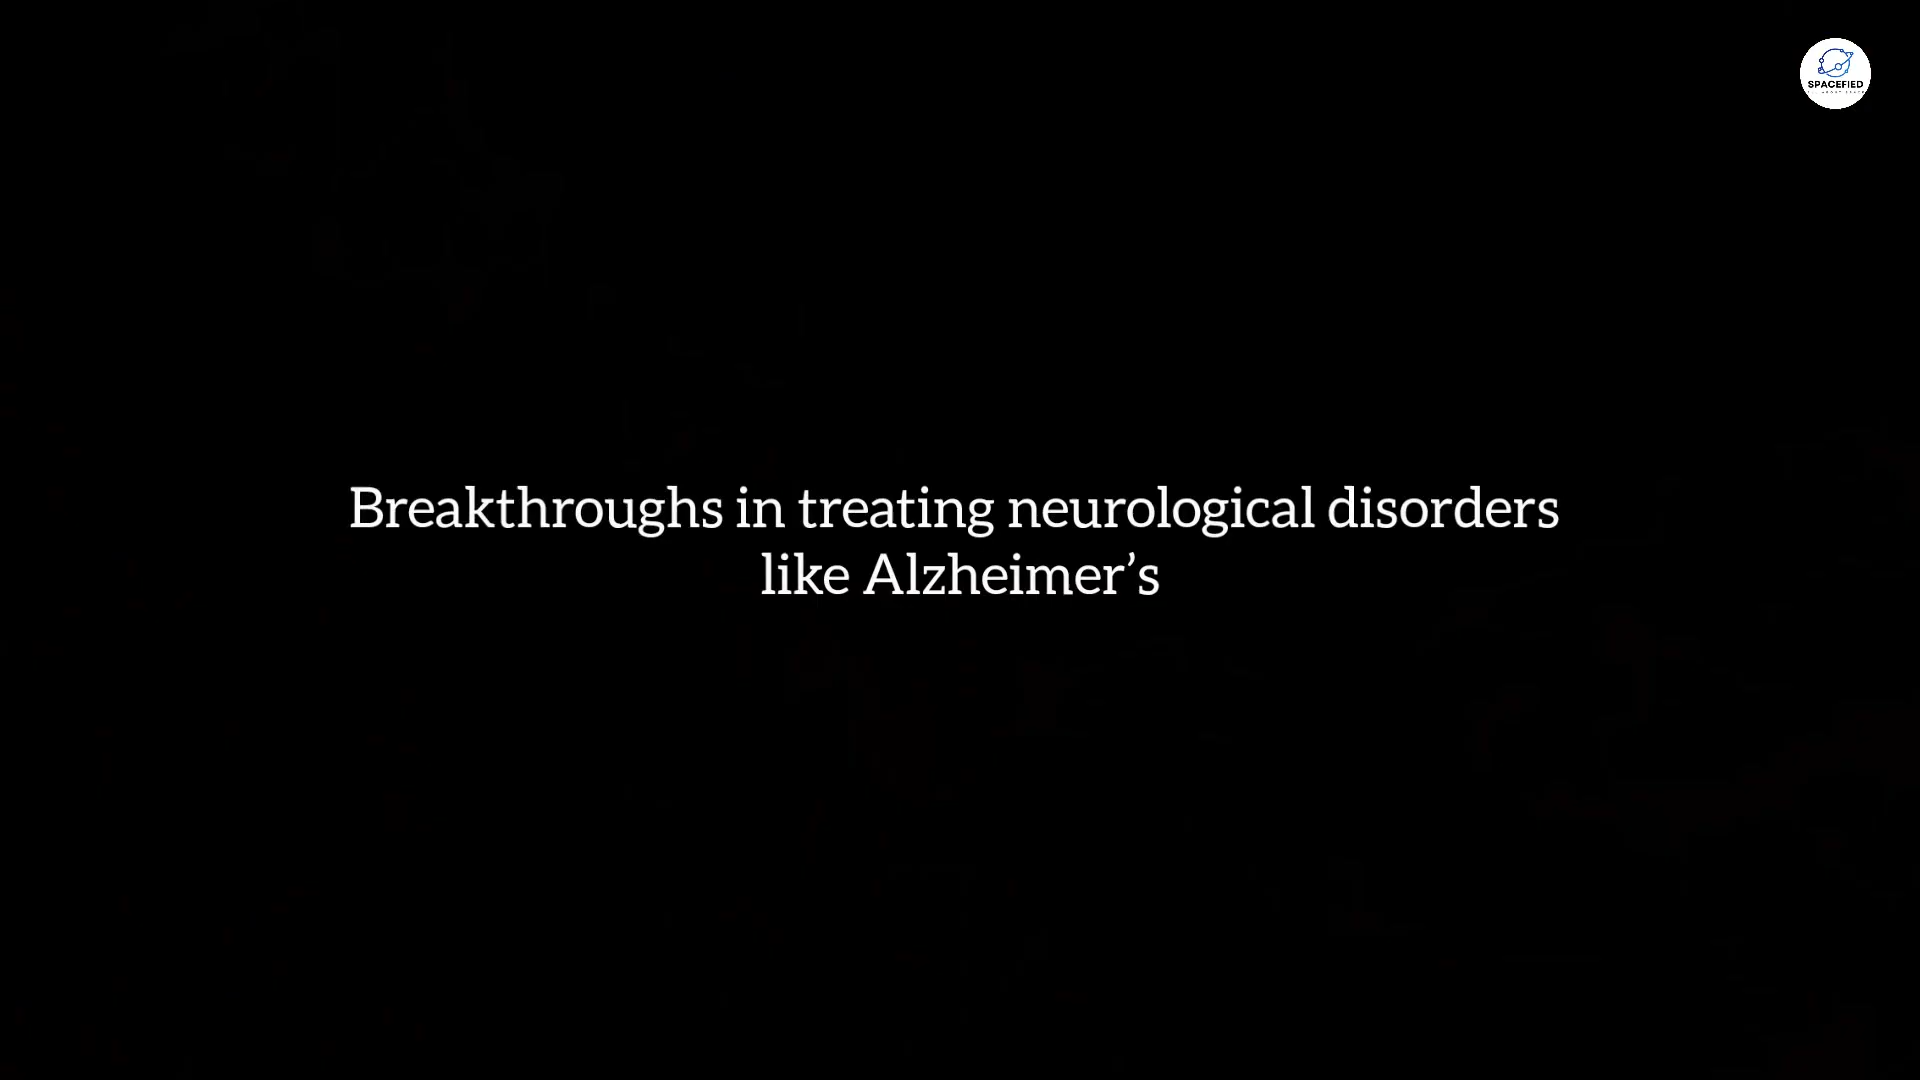 SPACEFIED
Breakthroughs in treating neurological disorders
like Alzheimer’s